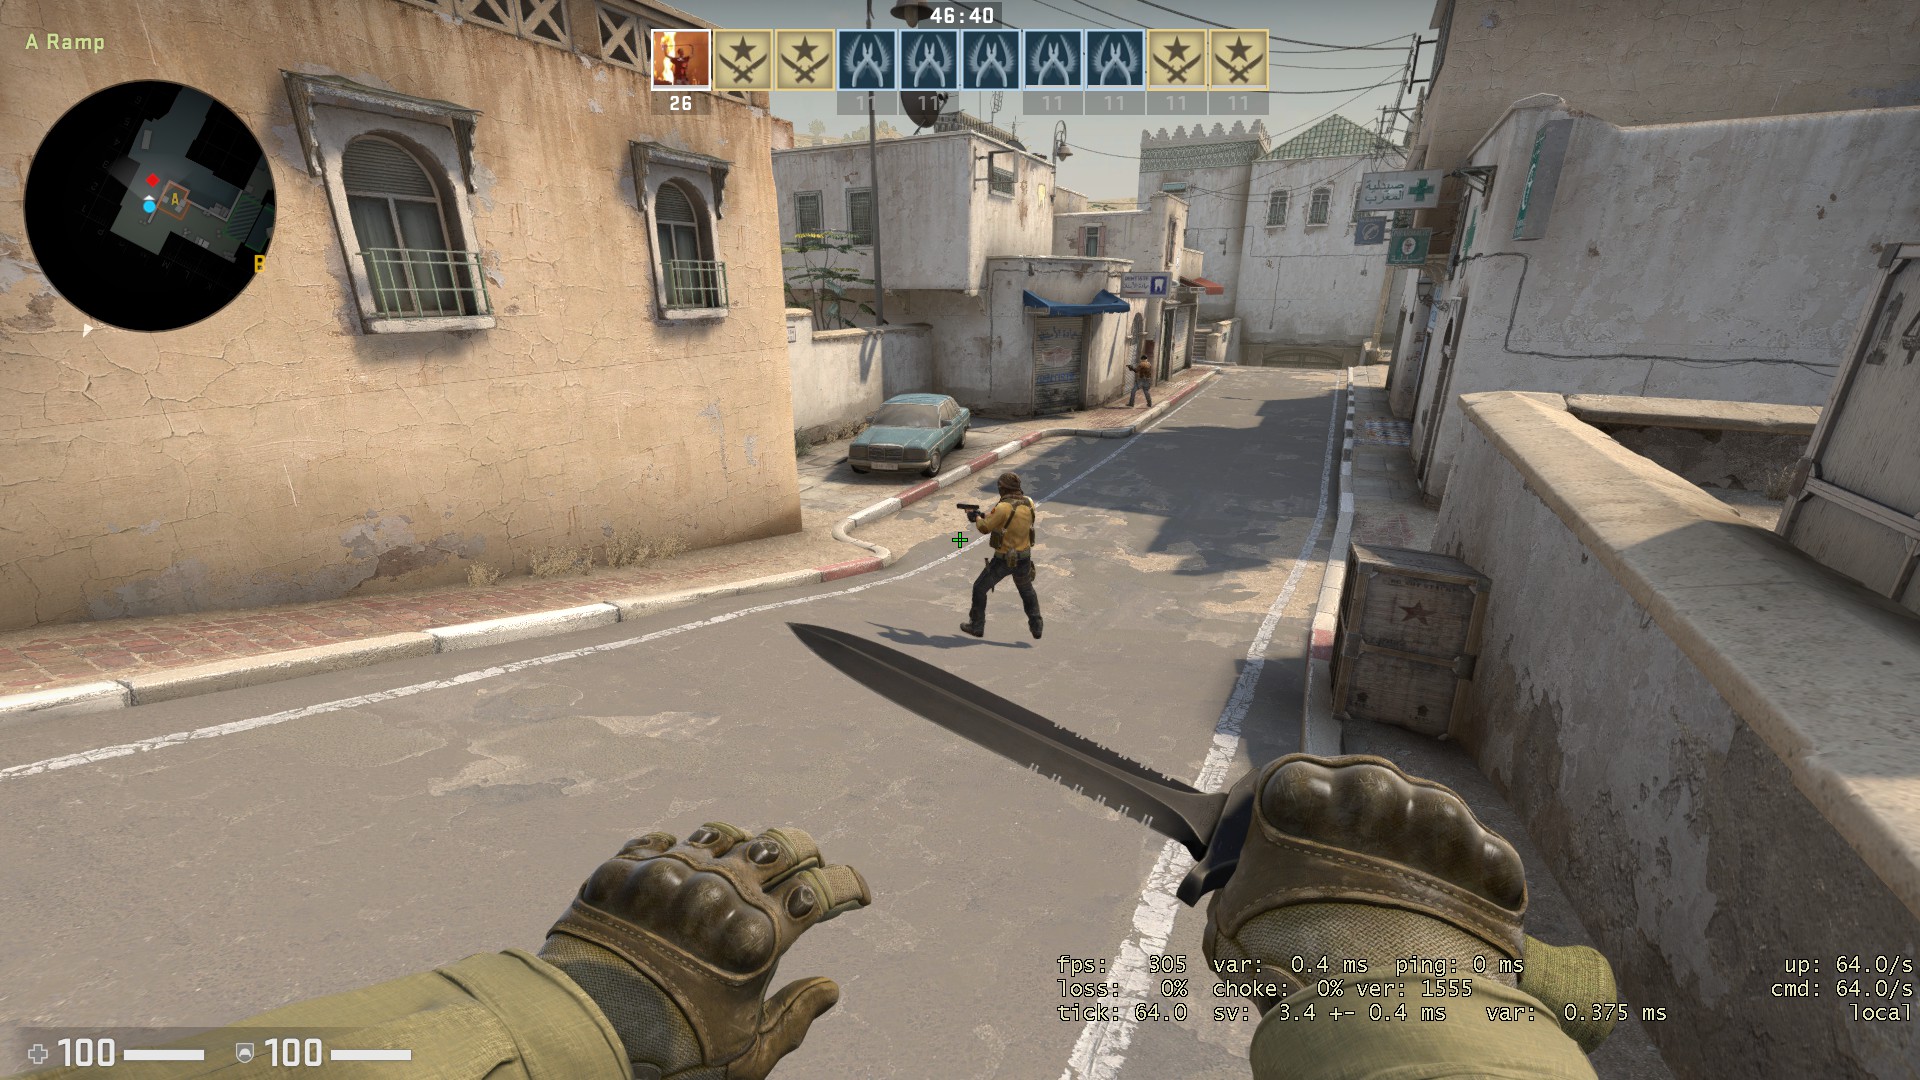 46:40
A Ramp
26
11 11 11 11 11 11
A
B
صيدلية
المغرب
fps: 305 var: 0.4 ms ping: 0 ms
loss: 0% choke: 0% ver: 1555
tick: 64.0 sv: 3.4 +- 0.4 ms var: 0.375 ms
up: 64.0/s
cmd: 64.0/s
local
100 100